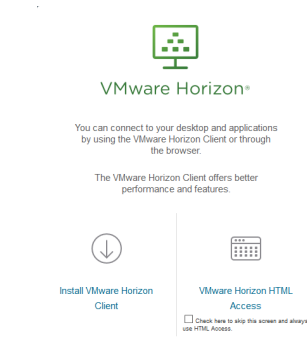 VMware Horizon®
You can connect to your desktop and applications
by using the VMware Horizon Client or through
the browser.
The VMware Horizon Client offers better
performance and features.
Install VMware Horizon
Client
VMware Horizon HTML
Access
Check here to skip this screen and always
use HTML Access.